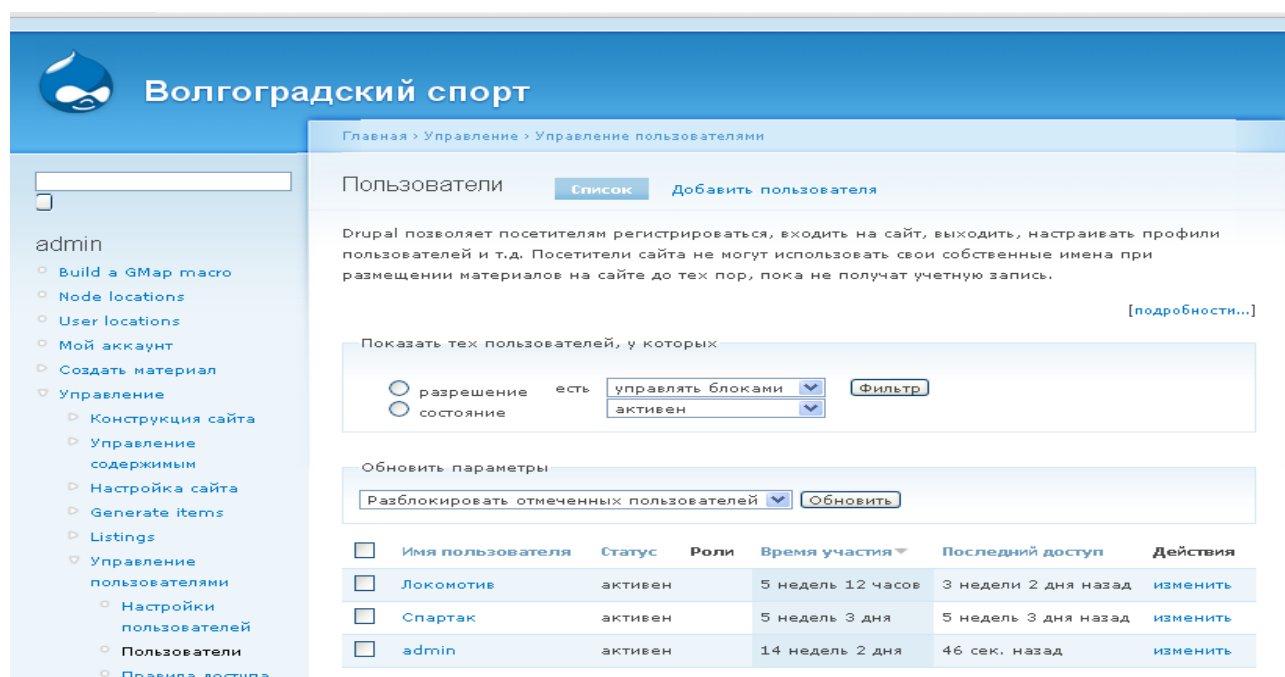 Волгоградский спорт
Главная › Управление › Управление пользователями
admin
Build a GMap macro
Node locations
User locations
Мой аккаунт
Создать материал
Управление
Конструкция сайта
Управление
содержимым
Настройка сайта
Generate items
Listings
Управление
пользователями
Настройки
пользователей
Пользователи
Правила доступа
Пользователи Список Добавить пользователя
Drupal позволяет посетителям регистрироваться, входить на сайт, выходить, настраивать профили
пользователей и т.д. Посетители сайта не могут использовать свои собственные имена при
размещении материалов на сайте до тех пор, пока не получат учетную запись.
[подробности...]
Показать тех пользователей, у которых
разрешение есть управлять блоками Фильтр
состояние активен
Обновить параметры
Разблокировать отмеченных пользователей Обновить
Имя пользователя Статус Роли Время участия Последний доступ Действия
Локомотив активен 5 недель 12 часов 3 недели 2 дня назад изменить
Спартак активен 5 недель 3 дня 5 недель 3 дня назад изменить
admin активен 14 недель 2 дня 46 сек. назад изменить